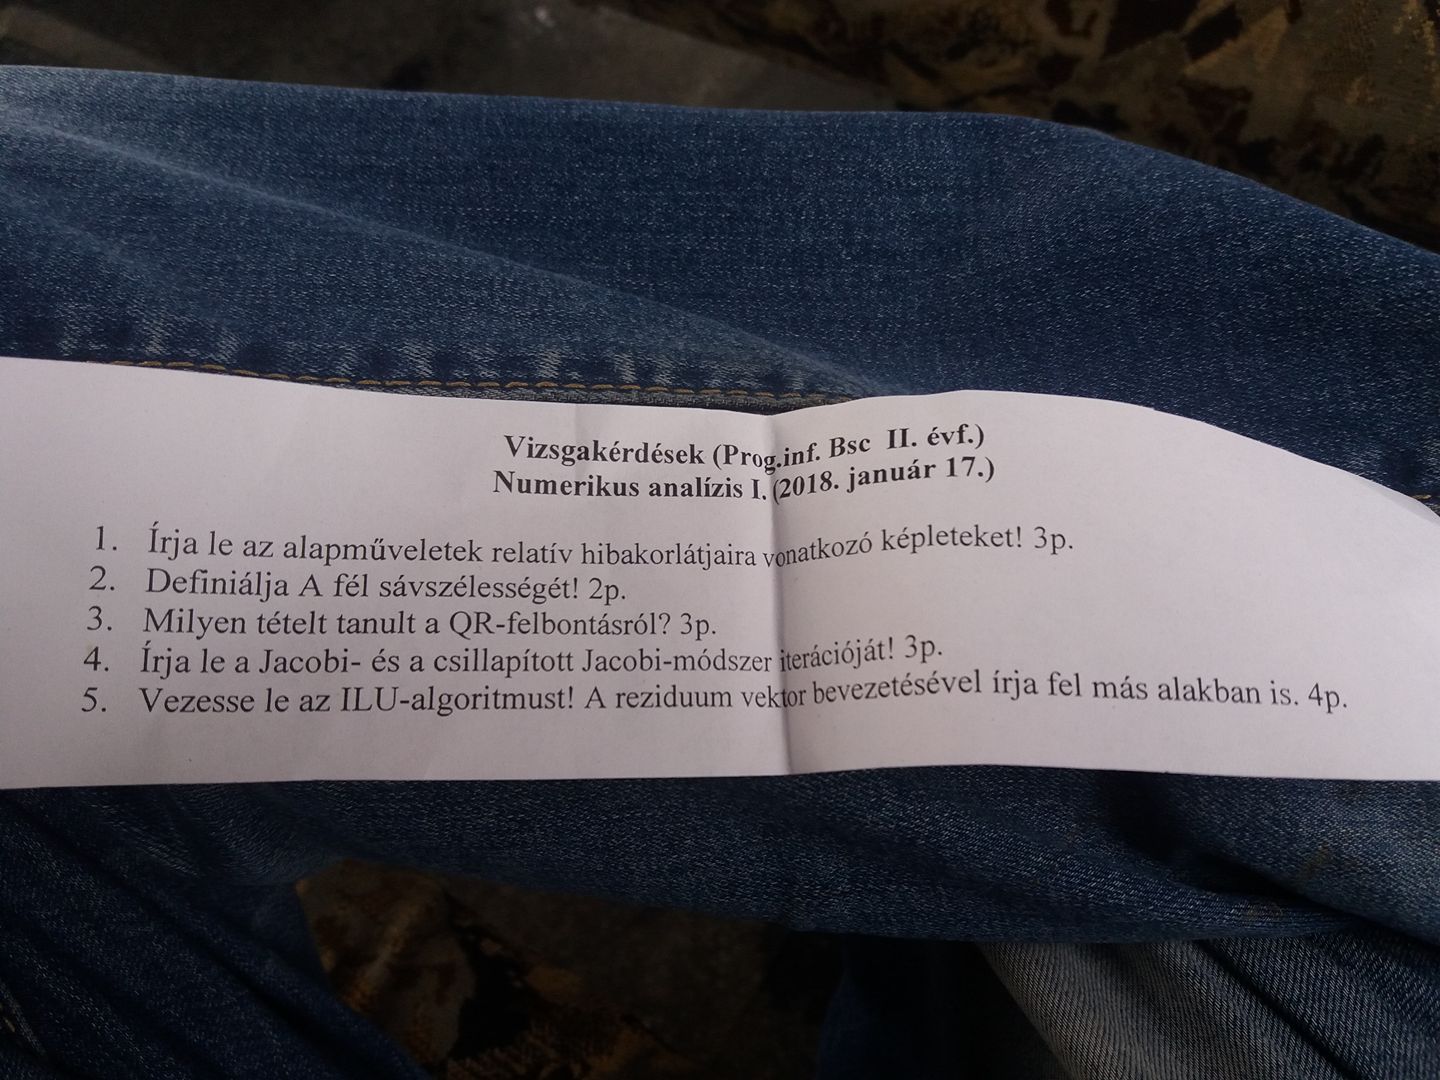 Vizsgakérdések (Prog.inf. Bsc II. évf.)
Numerikus analízis I. (2018. január 17.)
1. Írja le az alapműveletek relatív hibakorlátjaira vonatkozó képleteket! 3p.
2. Definiálja A fél sávszélességét! 2p.
3. Milyen tételt tanult a QR-felbontásról? 3p.
4. Írja le a Jacobi- és a csillapított Jacobi-módszer iterációját! 3p.
5. Vezesse le az ILU-algoritmust! A reziduum vektor bevezetésével írja fel más alakban is. 4p.